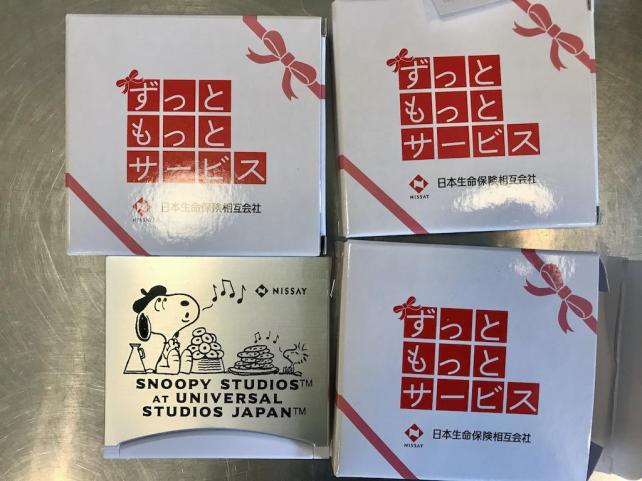 ずっと
もっと
サービス
NISSAY
日本生命保険相互会社
ずっと
もっと
サービス
NISSAY
日本生命保険相互会社
NISSAY
SNOOPY STUDIOS™
AT UNIVERSAL
STUDIOS JAPAN™
ずっと
もっと
サービス
NISSAY
日本生命保険相互会社